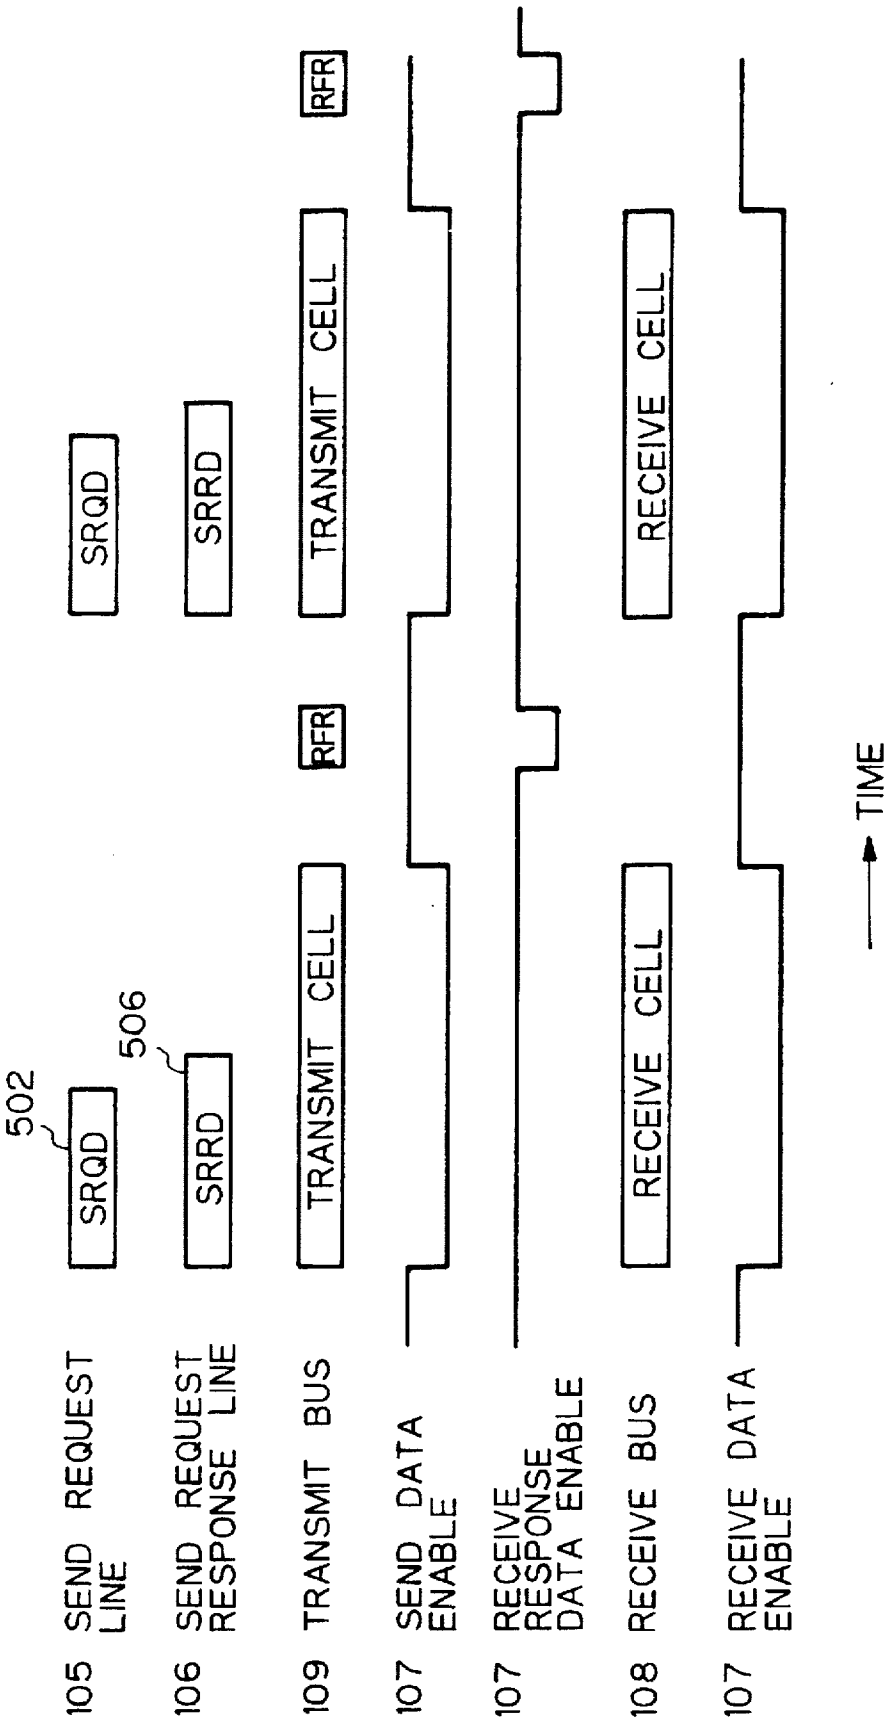 502
506
105 SEND REQUEST
LINE
SRQD
SRQD
106 SEND REQUEST
RESPONSE LINE
SRRD
SRRD
109 TRANSMIT BUS
TRANSMIT CELL
RFR
TRANSMIT CELL
RFR
107 SEND DATA
ENABLE
107 RECEIVE
RESPONSE
DATA ENABLE
108 RECEIVE BUS
RECEIVE CELL
RECEIVE CELL
107 RECEIVE DATA
ENABLE
TIME